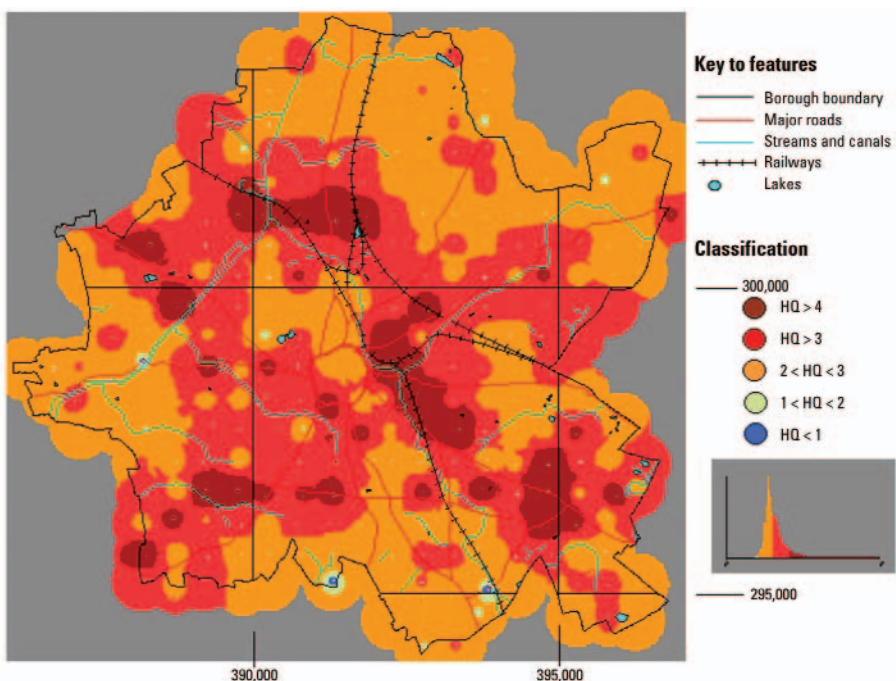 Key to features
Borough boundary
Major roads
Streams and canals
Railways
Lakes
Classification
300,000
HQ > 4
HQ > 3
2 < HQ < 3
1 < HQ < 2
HQ < 1
295,000
390,000
395,000